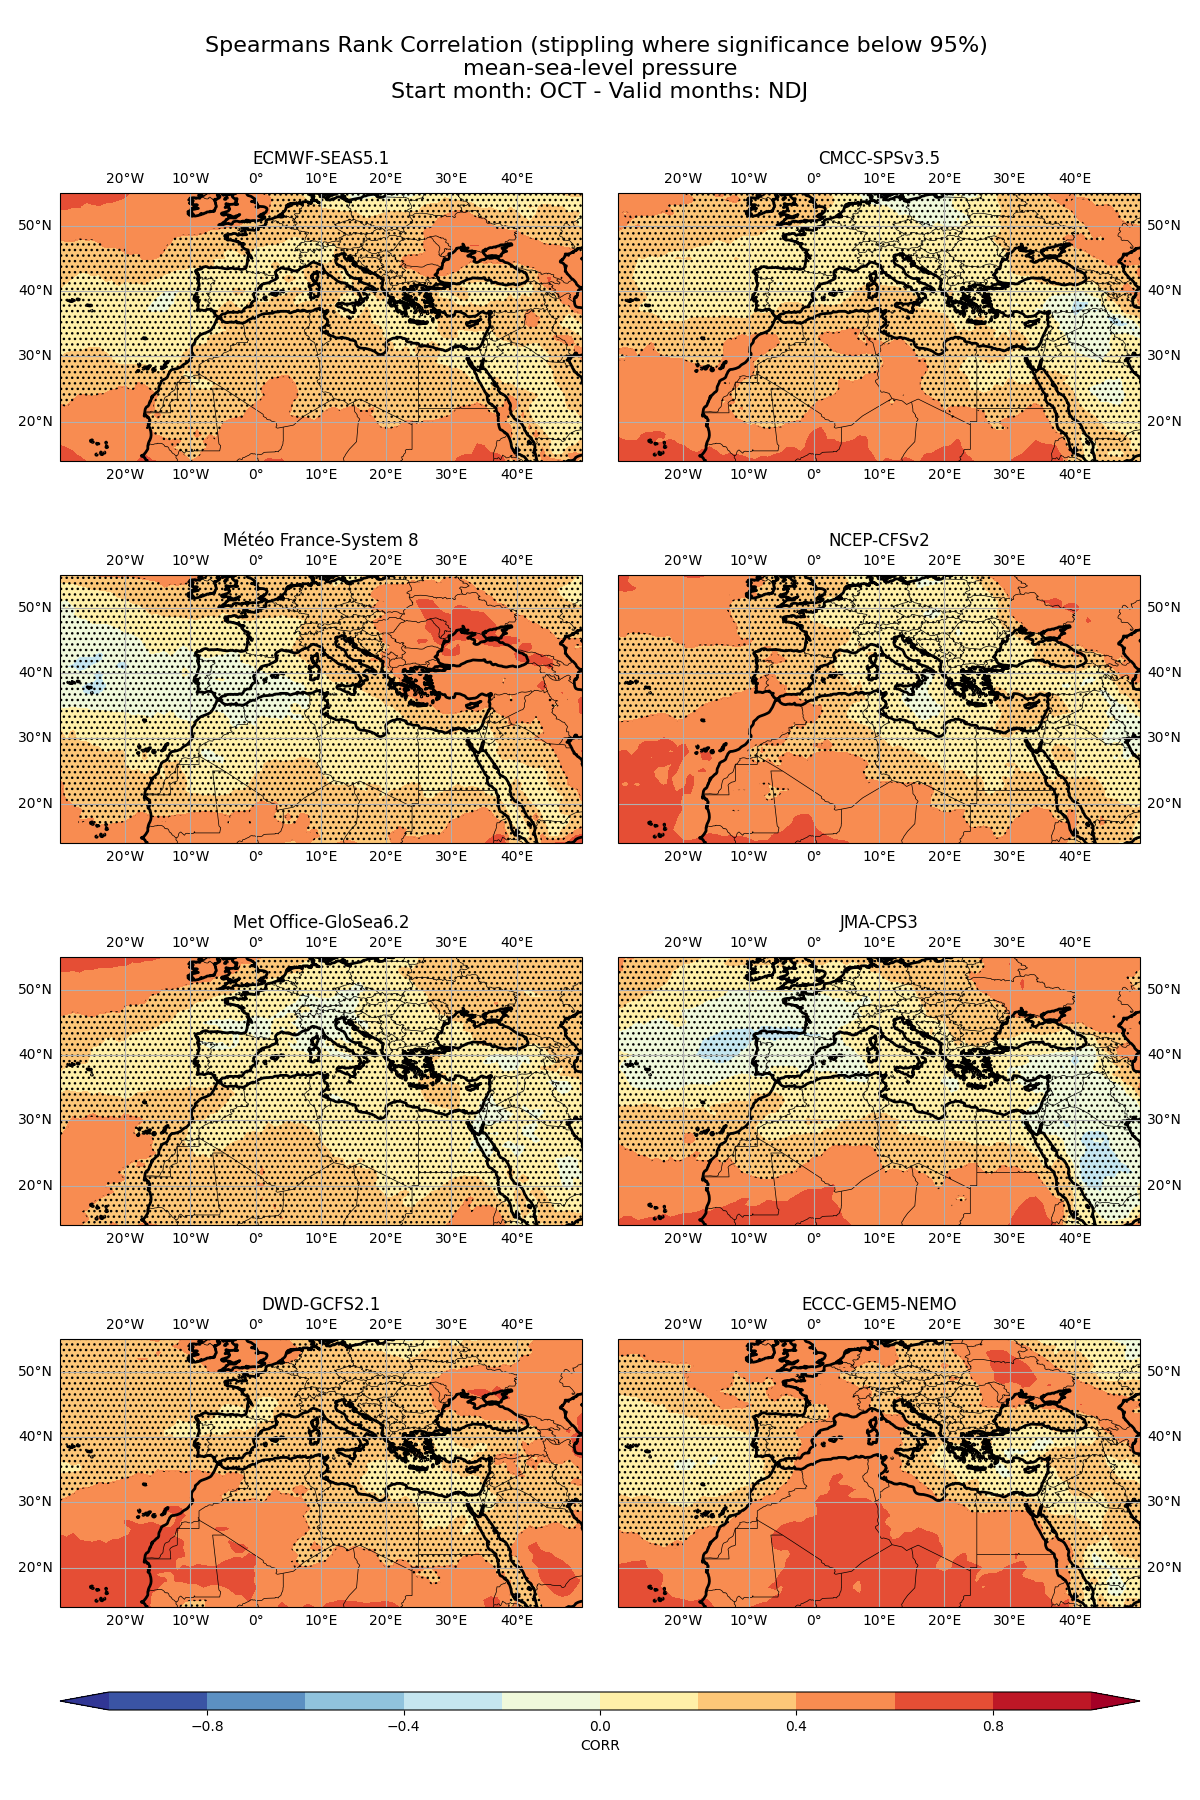 Spearmans Rank Correlation (stippling where significance below 95%)
mean-sea-level pressure
Start month: OCT - Valid months: NDJ
ECMWF-SEAS5.1 CMCC-SPSv3.5
20°W 10°W 0° 10°E 20°E 30°E 40°E 20°W 10°W 0° 10°E 20°E 30°E 40°E
50°N 50°N
40°N 40°N
30°N 30°N
20°N 20°N
20°W 10°W 0° 10°E 20°E 30°E 40°E 20°W 10°W 0° 10°E 20°E 30°E 40°E
Météo France-System 8 NCEP-CFSv2
20°W 10°W 0° 10°E 20°E 30°E 40°E 20°W 10°W 0° 10°E 20°E 30°E 40°E
50°N 50°N
40°N 40°N
30°N 30°N
20°N 20°N
20°W 10°W 0° 10°E 20°E 30°E 40°E 20°W 10°W 0° 10°E 20°E 30°E 40°E
Met Office-GloSea6.2 JMA-CPS3
20°W 10°W 0° 10°E 20°E 30°E 40°E 20°W 10°W 0° 10°E 20°E 30°E 40°E
50°N 50°N
40°N 40°N
30°N 30°N
20°N 20°N
20°W 10°W 0° 10°E 20°E 30°E 40°E 20°W 10°W 0° 10°E 20°E 30°E 40°E
DWD-GCFS2.1 ECCC-GEM5-NEMO
20°W 10°W 0° 10°E 20°E 30°E 40°E 20°W 10°W 0° 10°E 20°E 30°E 40°E
50°N 50°N
40°N 40°N
30°N 30°N
20°N 20°N
20°W 10°W 0° 10°E 20°E 30°E 40°E 20°W 10°W 0° 10°E 20°E 30°E 40°E
−0.8 −0.4 0.0 0.4 0.8
CORR